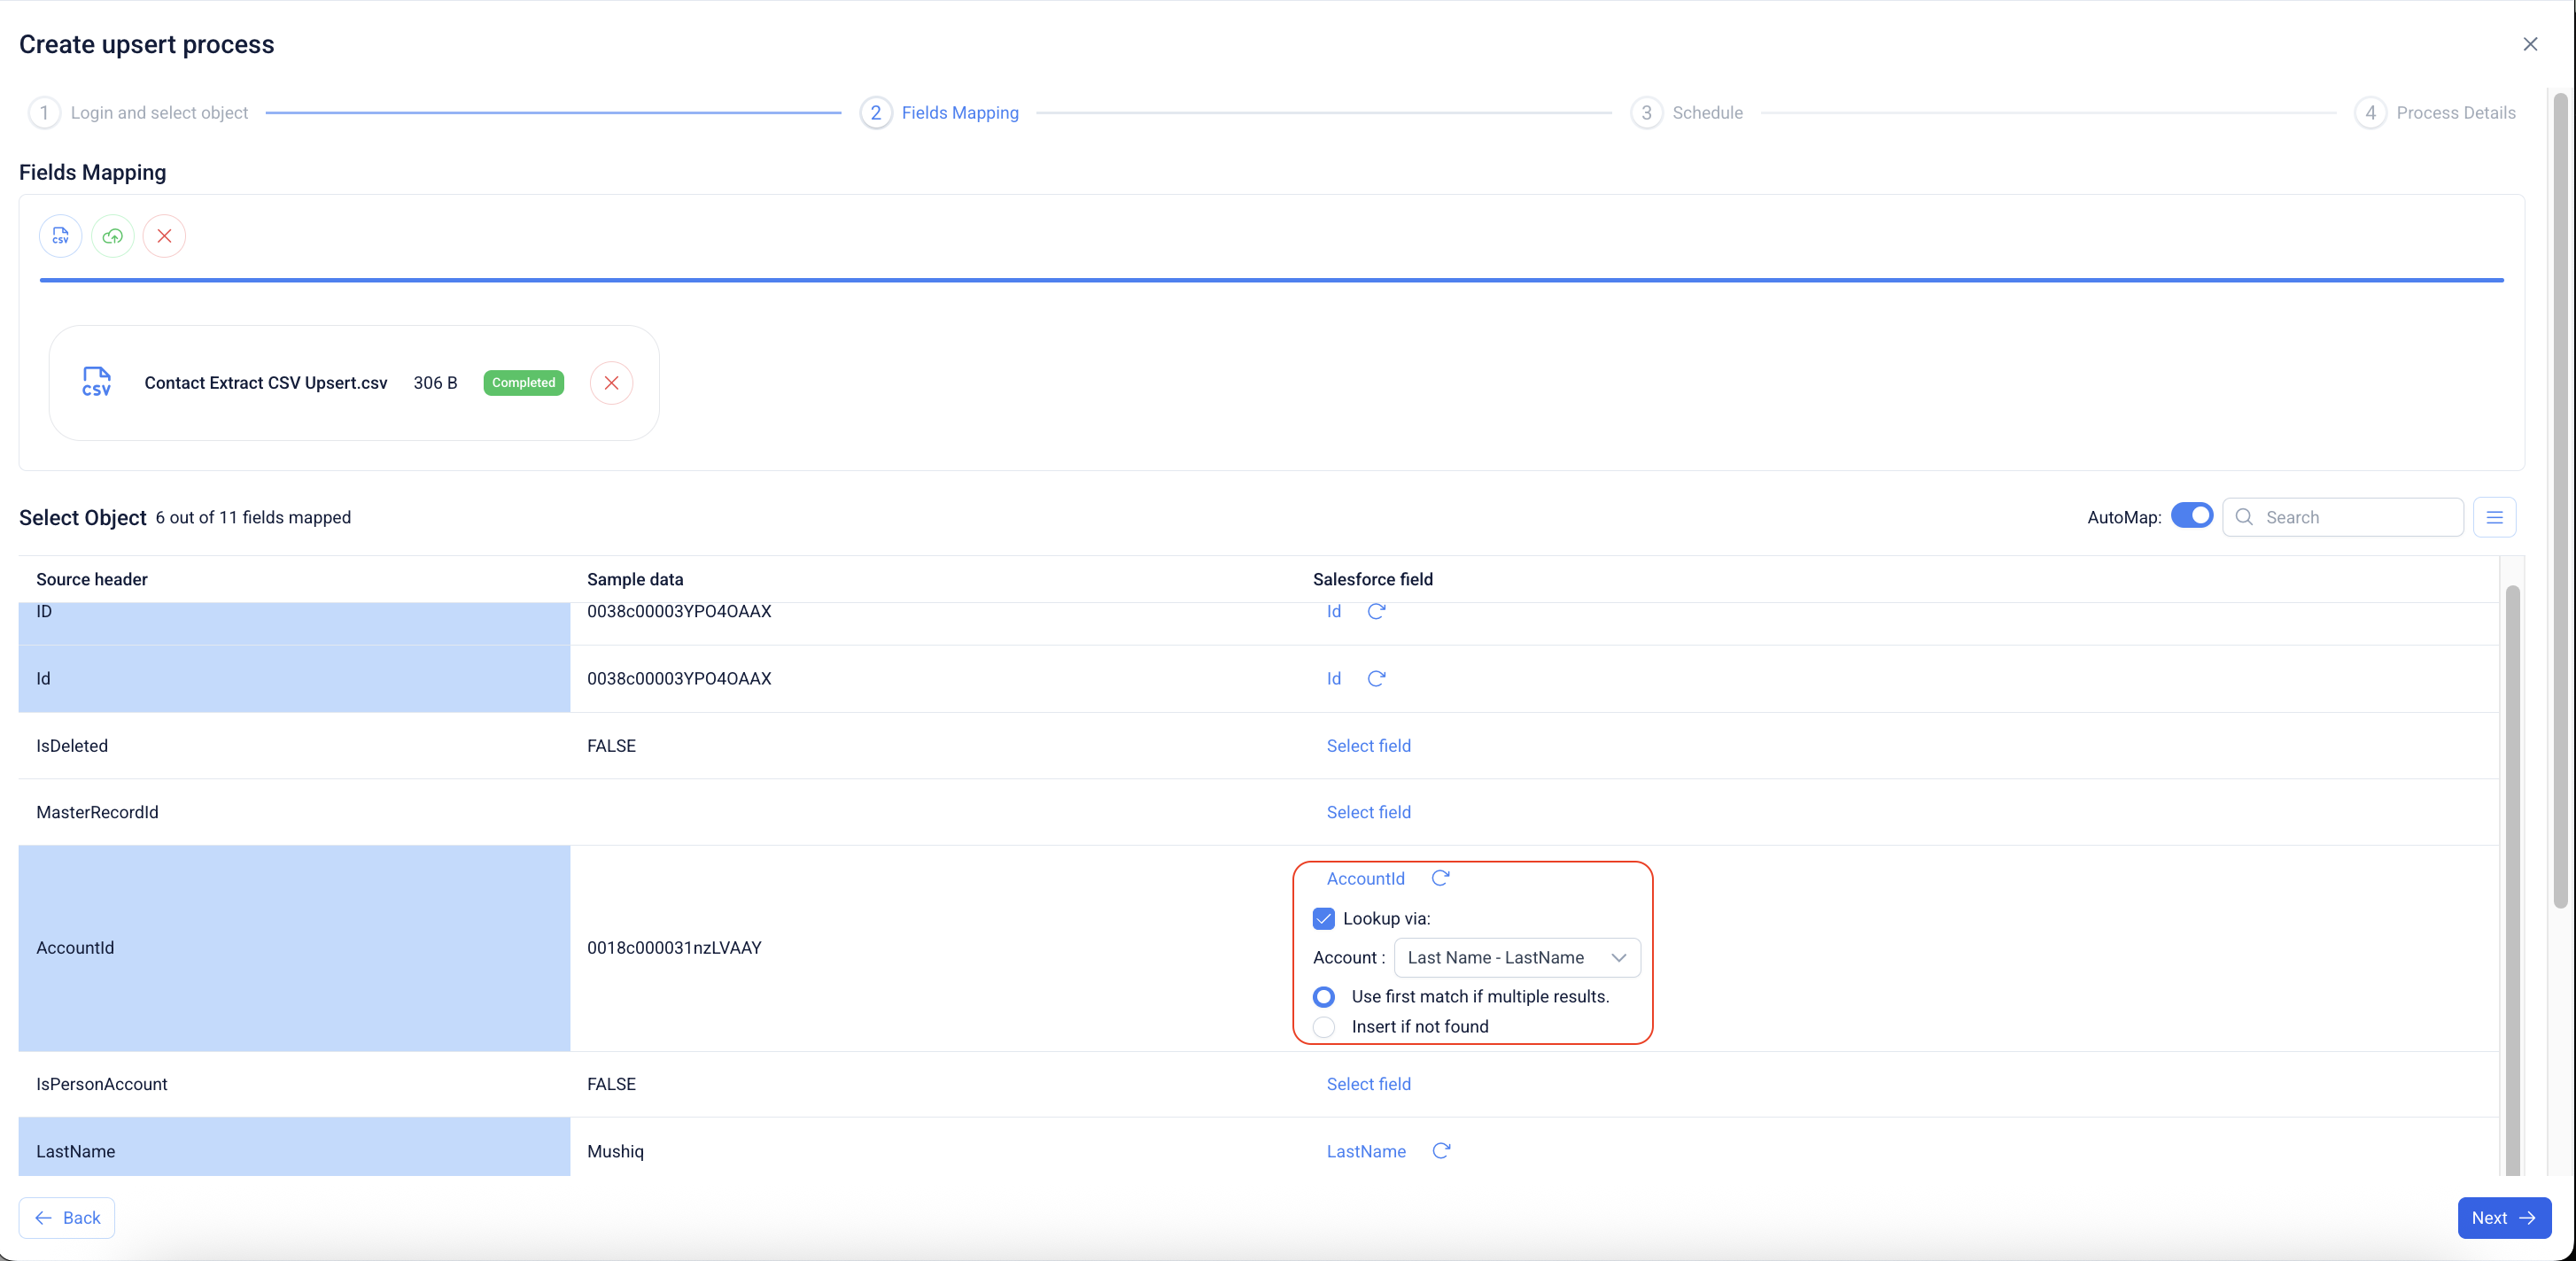 Create upsert process
1 Login and select object 2 Fields Mapping 3 Schedule 4 Process Details
Fields Mapping
CSV
CSV Contact Extract CSV Upsert.csv 306 B Completed
Select Object 6 out of 11 fields mapped AutoMap: Search
Source header Sample data Salesforce field
ID 0038c00003YPO4OAAX Id
Id 0038c00003YPO4OAAX Id
IsDeleted FALSE Select field
MasterRecordId Select field
AccountId
Lookup via:
AccountId 0018c000031nzLVAAY
Account : Last Name - LastName
Use first match if multiple results.
Insert if not found
IsPersonAccount FALSE Select field
LastName Mushiq LastName
Back Next